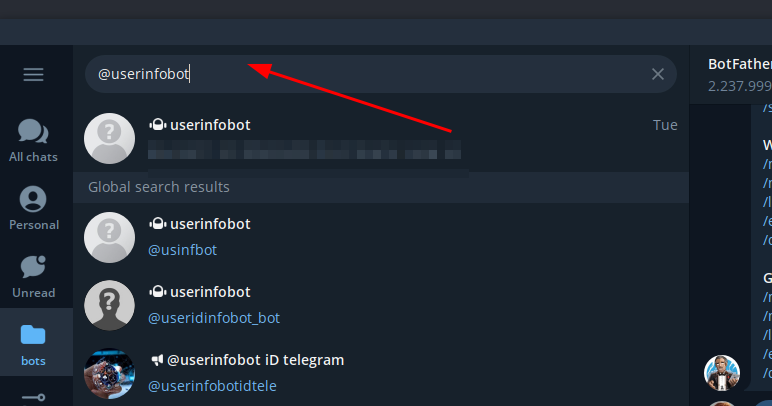 @userinfobot
BotFather
2.237.999
userinfobot
Tue
All chats
Global search results
Personal
userinfobot
@usinfbot
Unread
userinfobot
@useridinfobot_bot
bots
@userinfobot iD telegram
@userinfobotidtele